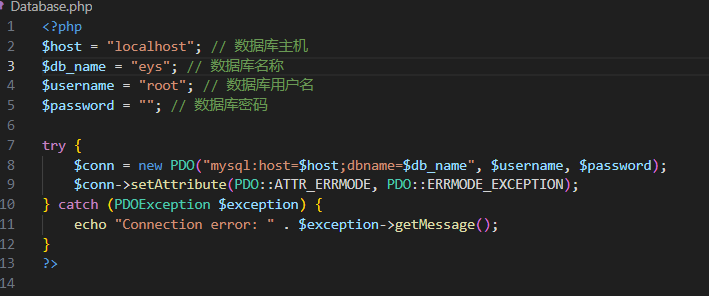 Database.php
1 <?php
2 $host = "localhost"; // 数据库主机
3 $db_name = "eys"; // 数据库名称
4 $username = "root"; // 数据库用户名
5 $password = ""; // 数据库密码
6
7 try {
8     $conn = new PDO("mysql:host=$host;dbname=$db_name", $username, $password);
9     $conn->setAttribute(PDO::ATTR_ERRMODE, PDO::ERRMODE_EXCEPTION);
10 } catch (PDOException $exception) {
11     echo "Connection error: " . $exception->getMessage();
12 }
13 ?>
14